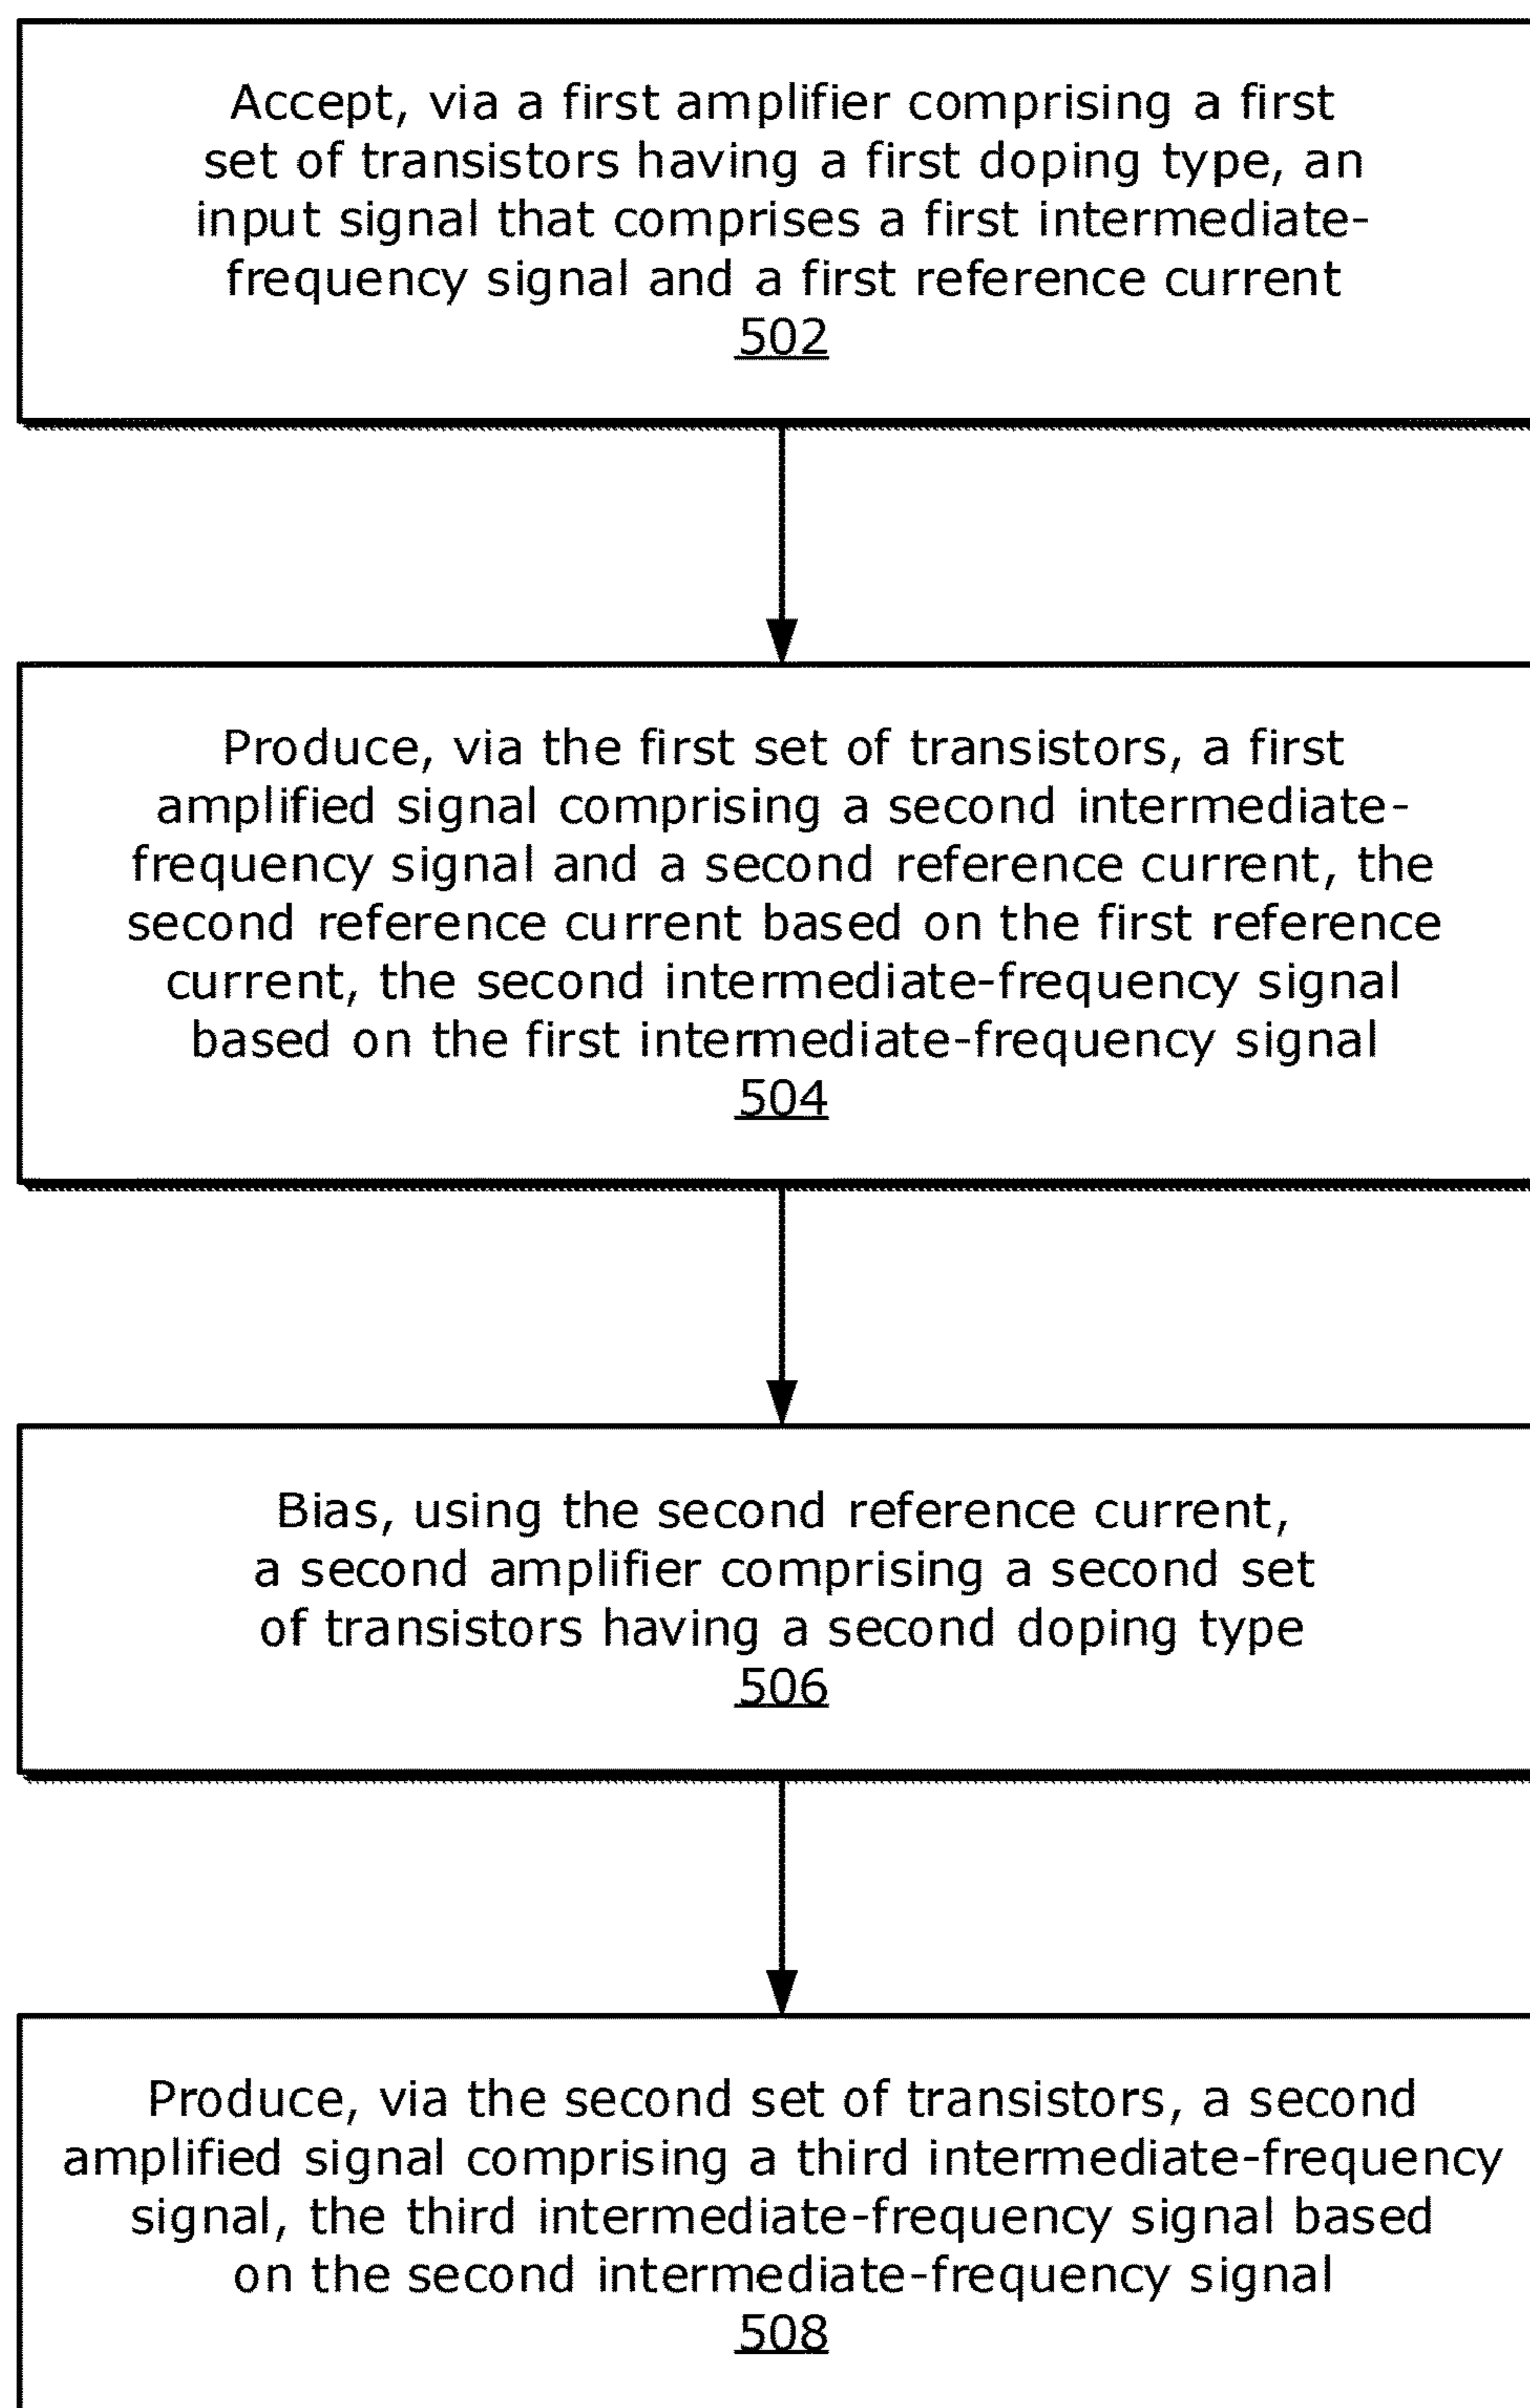 Accept, via a first amplifier comprising a first
set of transistors having a first doping type, an
input signal that comprises a first intermediate-
frequency signal and a first reference current
502
Produce, via the first set of transistors, a first
amplified signal comprising a second intermediate-
frequency signal and a second reference current, the
second reference current based on the first reference
current, the second intermediate-frequency signal
based on the first intermediate-frequency signal
504
Bias, using the second reference current,
a second amplifier comprising a second set
of transistors having a second doping type
506
Produce, via the second set of transistors, a second
amplified signal comprising a third intermediate-frequency
signal, the third intermediate-frequency signal based
on the second intermediate-frequency signal
508